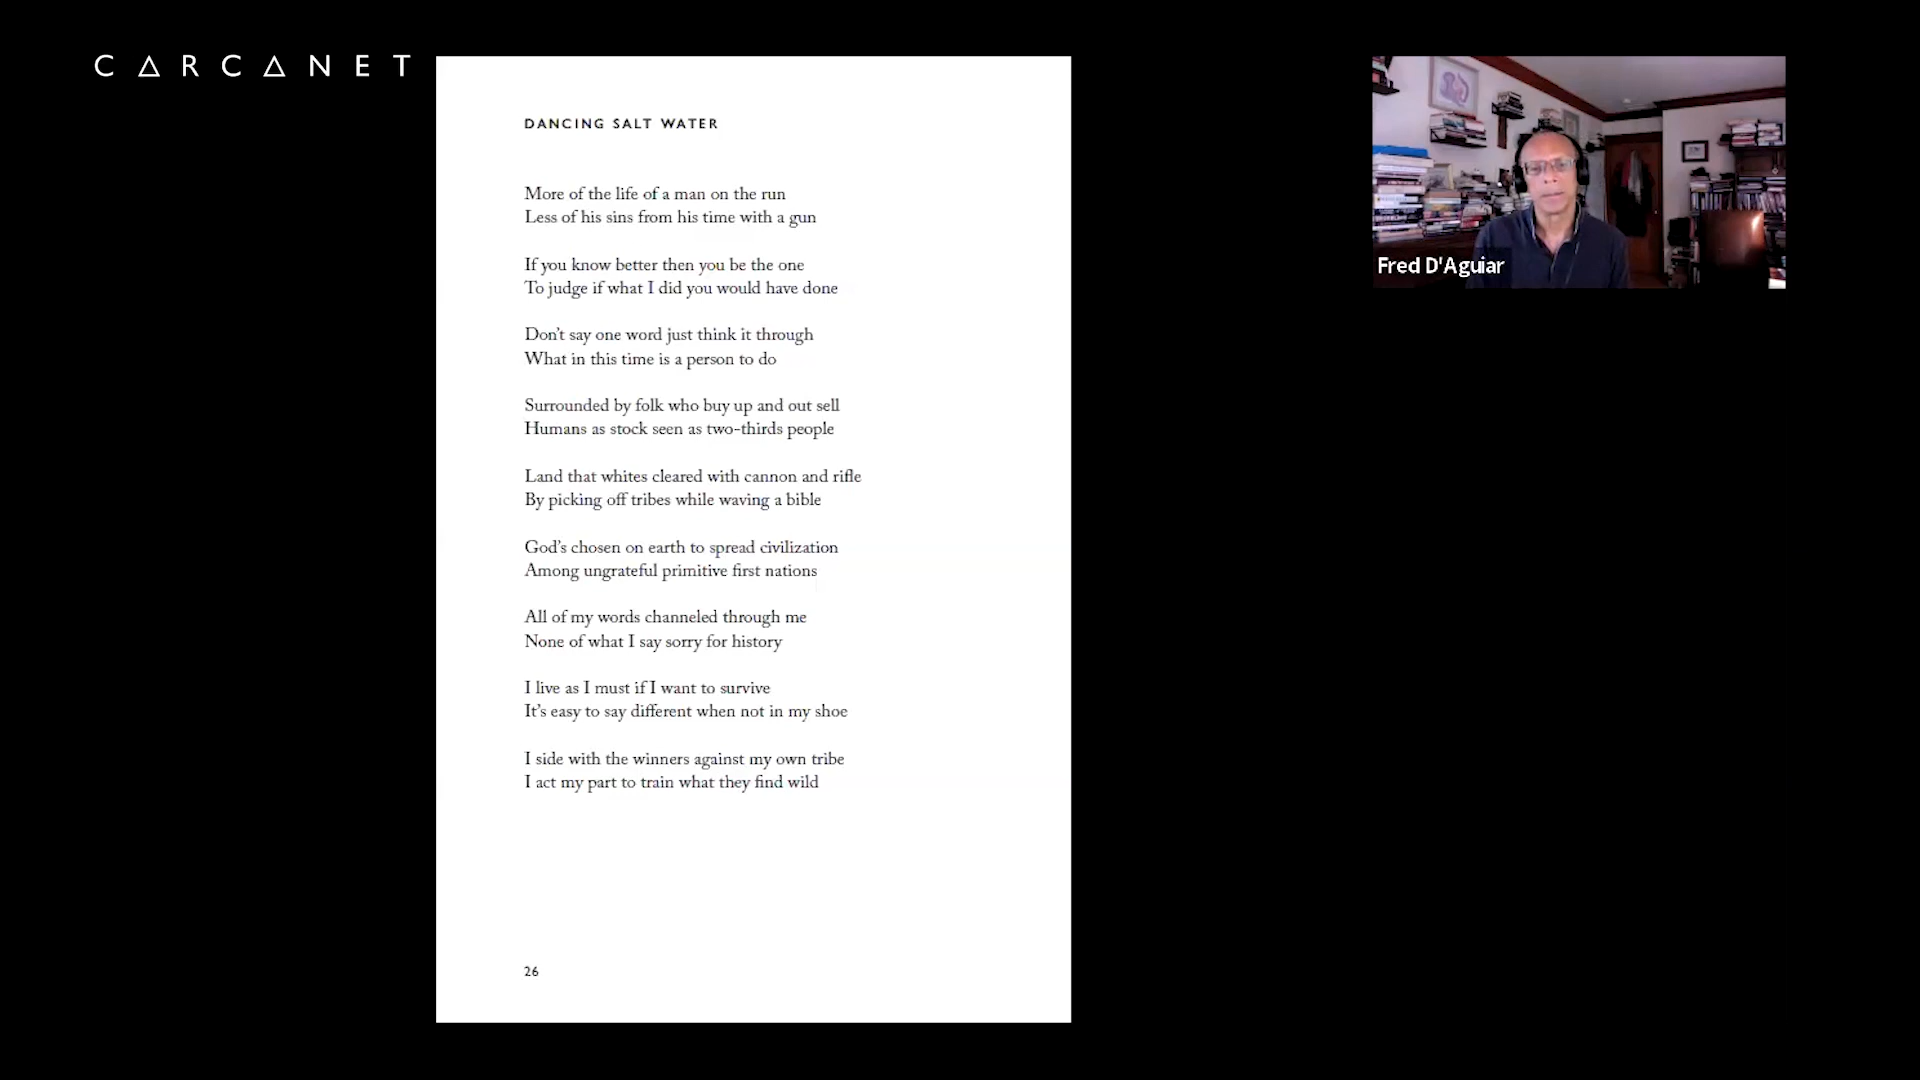 CARCANET
DANCING SALT WATER
More of the life of a man on the run
Less of his sins from his time with a gun
If you know better then you be the one
To judge if what I did you would have done
Don't say one word just think it through
What in this time is a person to do
Surrounded by folk who buy up and out sell
Humans as stock seen as two-thirds people
Land that whites cleared with cannon and rifle
By picking off tribes while waving a bible
God's chosen on earth to spread civilization
Among ungrateful primitive first nations
All of my words channeled through me
None of what I say sorry for history
I live as I must if I want to survive
It's easy to say different when not in my shoe
I side with the winners against my own tribe
I act my part to train what they find wild
26
Fred D'Aguiar